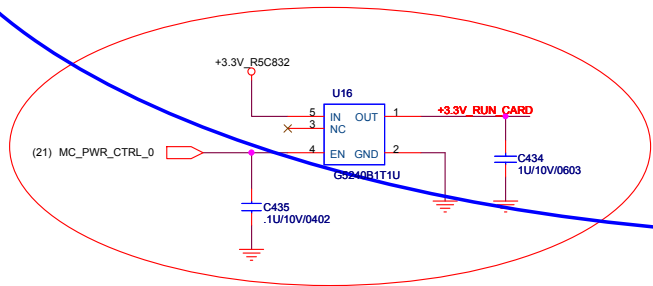 +3.3V_R5C832
U16
5 IN OUT 1
+3.3V_RUN_CARD
3 NC
(21) MC_PWR_CTRL_0
4 EN GND 2
G5240B1T1U
C434
1U/10V/0603
C435
.1U/10V/0402